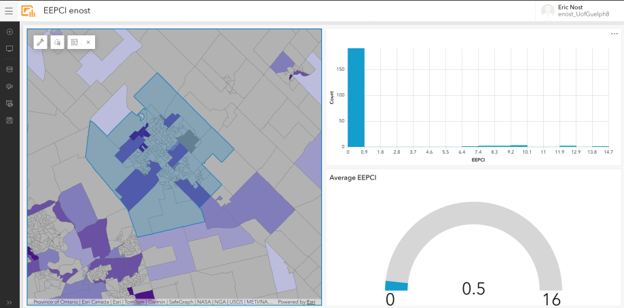 EEPCI enost
Eric Nost
enost_UofGuelph8
Province of Ontario | Esri Canada | Esri | TomTom | Garmin | SafeGraph | NASA / NGA / USGS | METI/NA... Powered by Esri
Count
150
100
50
0
0 0.9 1.8 2.8 3.7 4.6 5.5 6.4 7.4 8.3 9.2 10.1 11 11.9 12.9 13.8 14.7
EEPCI
Average EEPCI
0.5
0 16